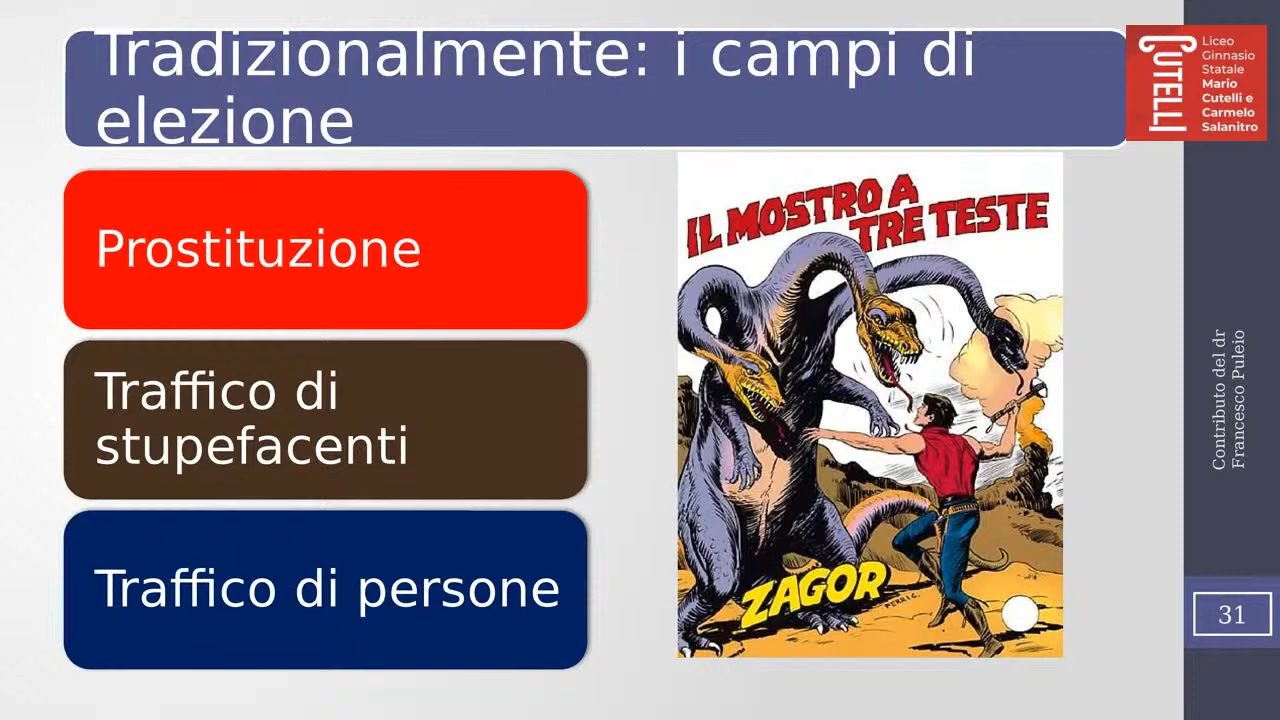 Tradizionalmente: i campi di
elezione
CUTELLI
Liceo
Ginnasio
Statale
Mario
Cutelli e
Carmelo
Salanitro
Prostituzione
Traffico di
stupefacenti
Traffico di persone
IL MOSTRO A
TRE TESTE
ZAGOR
FERRI G.
Contributo del dr
Francesco Puleio
31